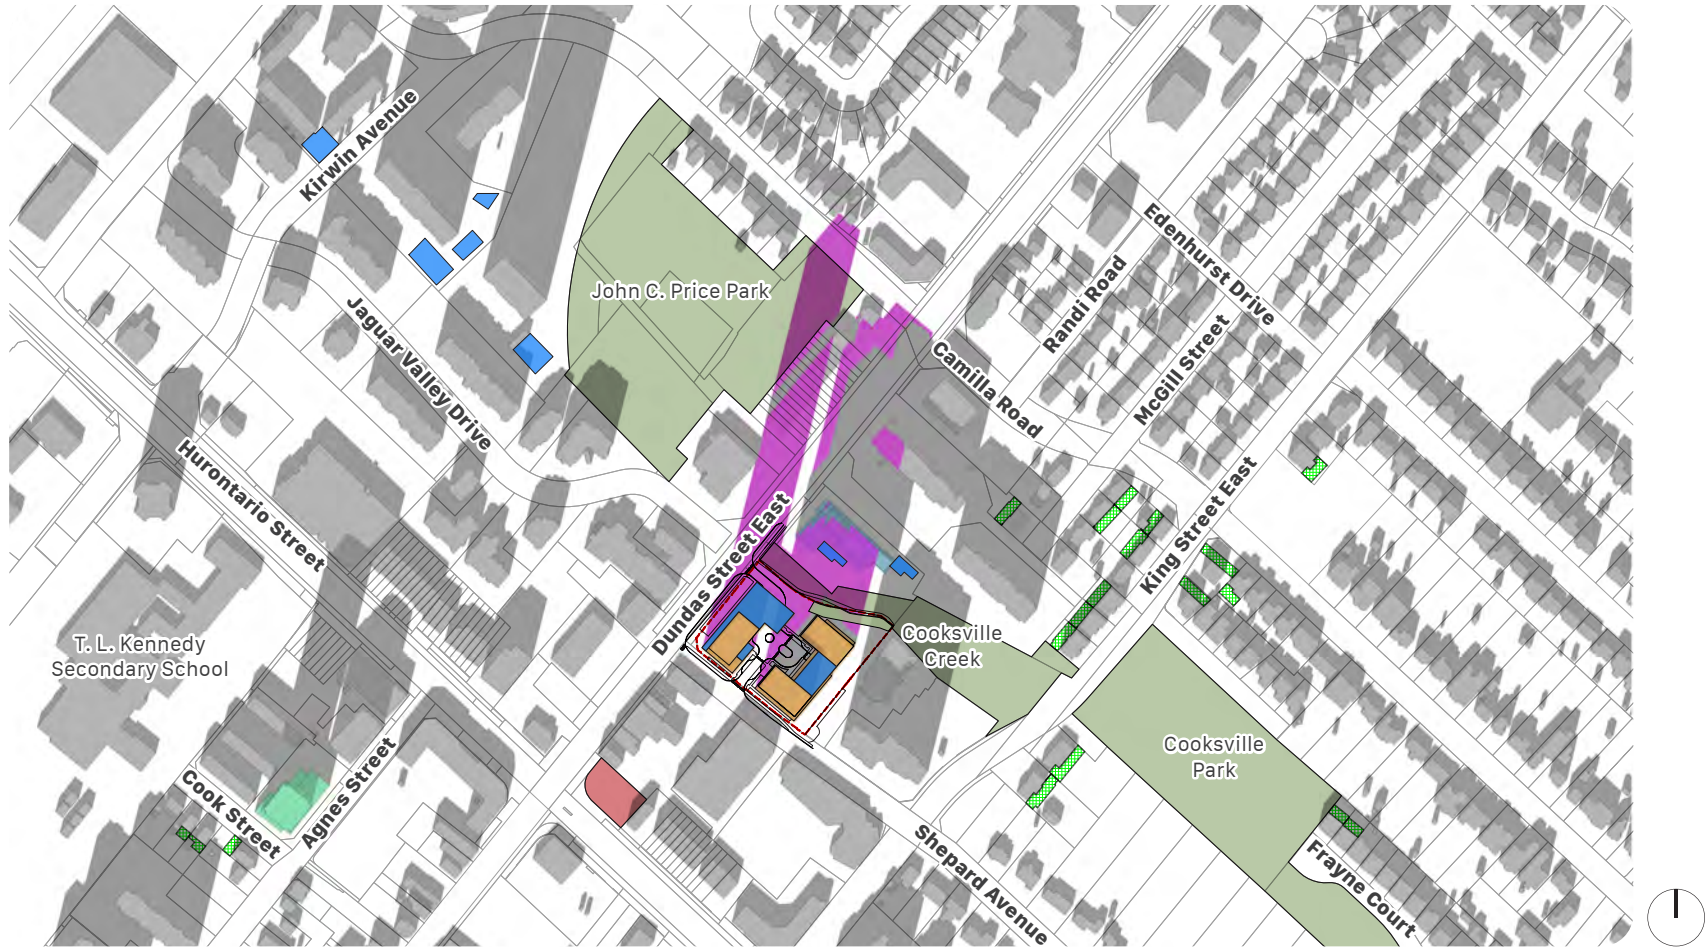 Kirwin Avenue
John C. Price Park
Edenhurst Drive
Randi Road
Jaguar Valley Drive
McGill Street
Camilla Road
Hurontario Street
King Street East
Dundas Street East
T. L. Kennedy
Secondary School
Cooksville
Creek
Cooksville
Park
Cook Street
Agnes Street
Shepard Avenue
Frayne Court